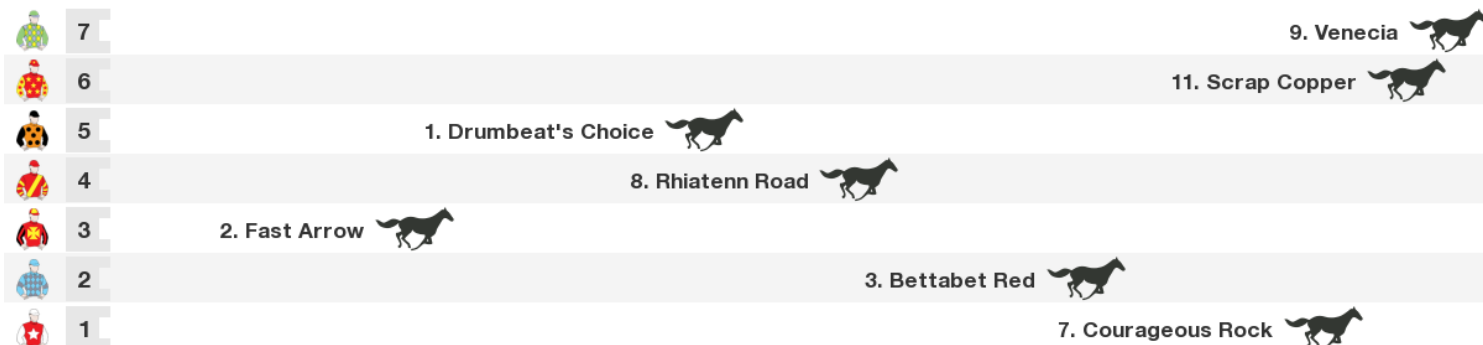 7 9. Venecia
6 11. Scrap Copper
5 1. Drumbeat's Choice
4 8. Rhiatenn Road
3 2. Fast Arrow
2 3. Bettabet Red
1 7. Courageous Rock